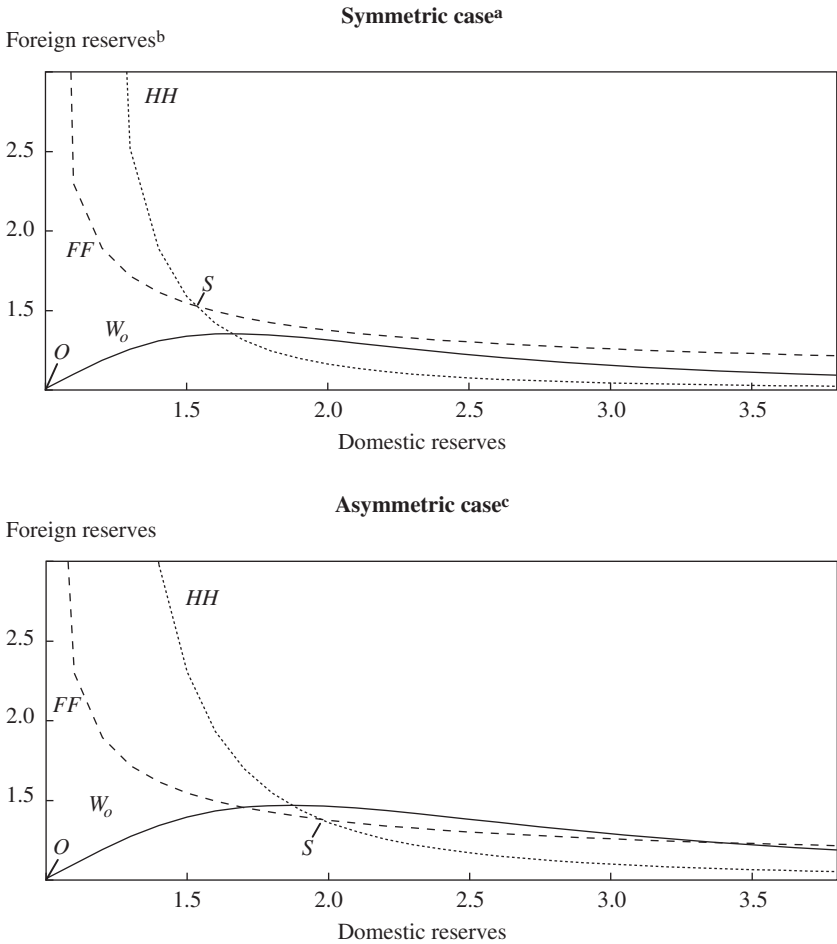 Symmetric caseᵃ
Foreign reservesᵇ
HH
2.5
2.0
FF
S
1.5
Wₒ
O
1.5 2.0 2.5 3.0 3.5
Domestic reserves
Asymmetric caseᶜ
Foreign reserves
HH
2.5
FF
2.0
1.5
Wₒ
O
S
1.5 2.0 2.5 3.0 3.5
Domestic reserves